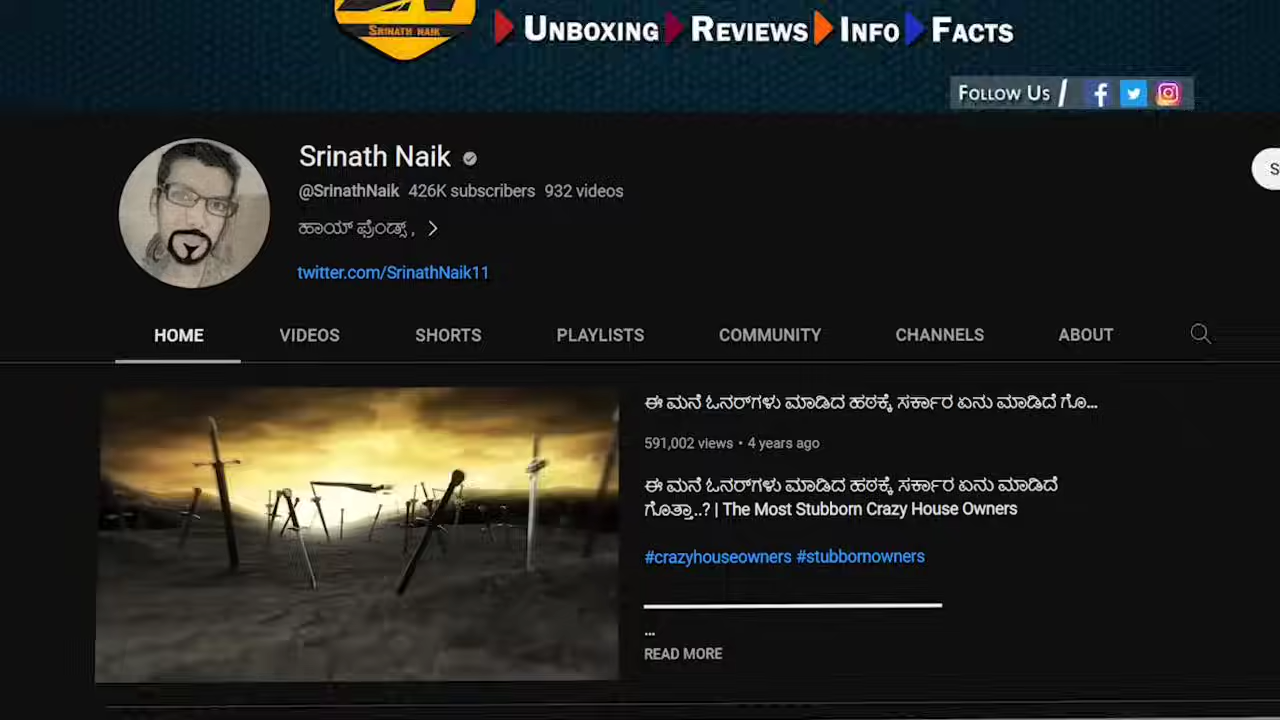 SRINATH NAIK
UNBOXING REVIEWS INFO FACTS
FOLLOW US /
Srinath Naik
@SrinathNaik 426K subscribers 932 videos
ಹಾಯ್ ಫ್ರೆಂಡ್ಸ್ ,
twitter.com/SrinathNaik11
HOME VIDEOS SHORTS PLAYLISTS COMMUNITY CHANNELS ABOUT
ಈ ಮನೆ ಓನರ್‌ಗಳು ಮಾಡಿದ ಹಠಕ್ಕೆ ಸರ್ಕಾರ ಏನು ಮಾಡಿದೆ ಗೊ...
591,002 views • 4 years ago
ಈ ಮನೆ ಓನರ್‌ಗಳು ಮಾಡಿದ ಹಠಕ್ಕೆ ಸರ್ಕಾರ ಏನು ಮಾಡಿದೆ
ಗೊತ್ತಾ..? | The Most Stubborn Crazy House Owners
#crazyhouseowners #stubbornowners
...
READ MORE